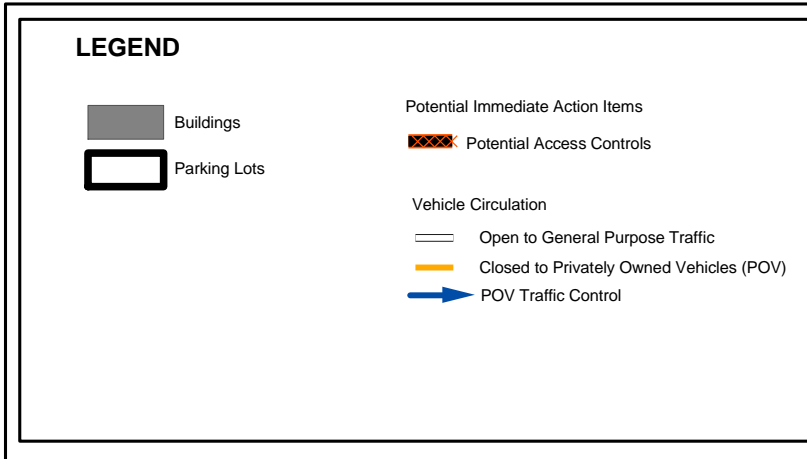 LEGEND
Buildings
Parking Lots
Potential Immediate Action Items
Potential Access Controls
Vehicle Circulation
Open to General Purpose Traffic
Closed to Privately Owned Vehicles (POV)
POV Traffic Control